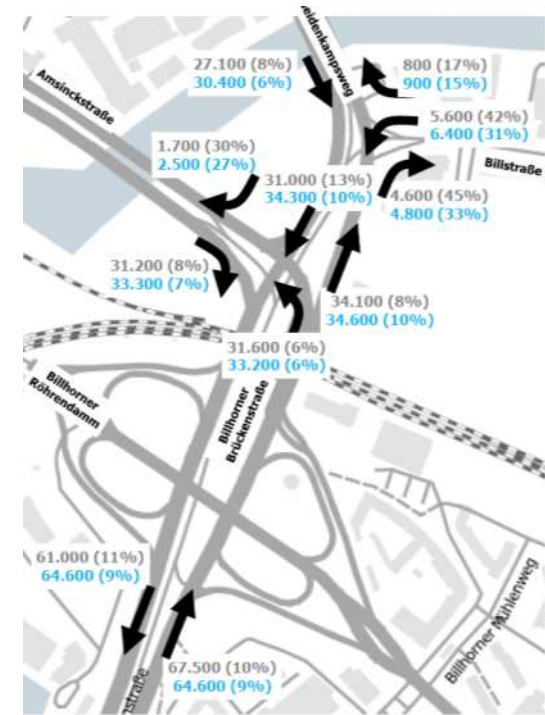 eidenkampsweg
27.100 (8%)
30.400 (6%)
800 (17%)
900 (15%)
Amsinckstraße
5.600 (42%)
6.400 (31%)
1.700 (30%)
2.500 (27%)
Billstraße
31.000 (13%)
34.300 (10%)
4.600 (45%)
4.800 (33%)
31.200 (8%)
33.300 (7%)
34.100 (8%)
34.600 (10%)
31.600 (6%)
33.200 (6%)
Billhorner
Röhrendamm
Billhorner
Brückenstraße
61.000 (11%)
64.600 (9%)
Billhorner Mühlenweg
67.500 (10%)
64.600 (9%)
nstraße